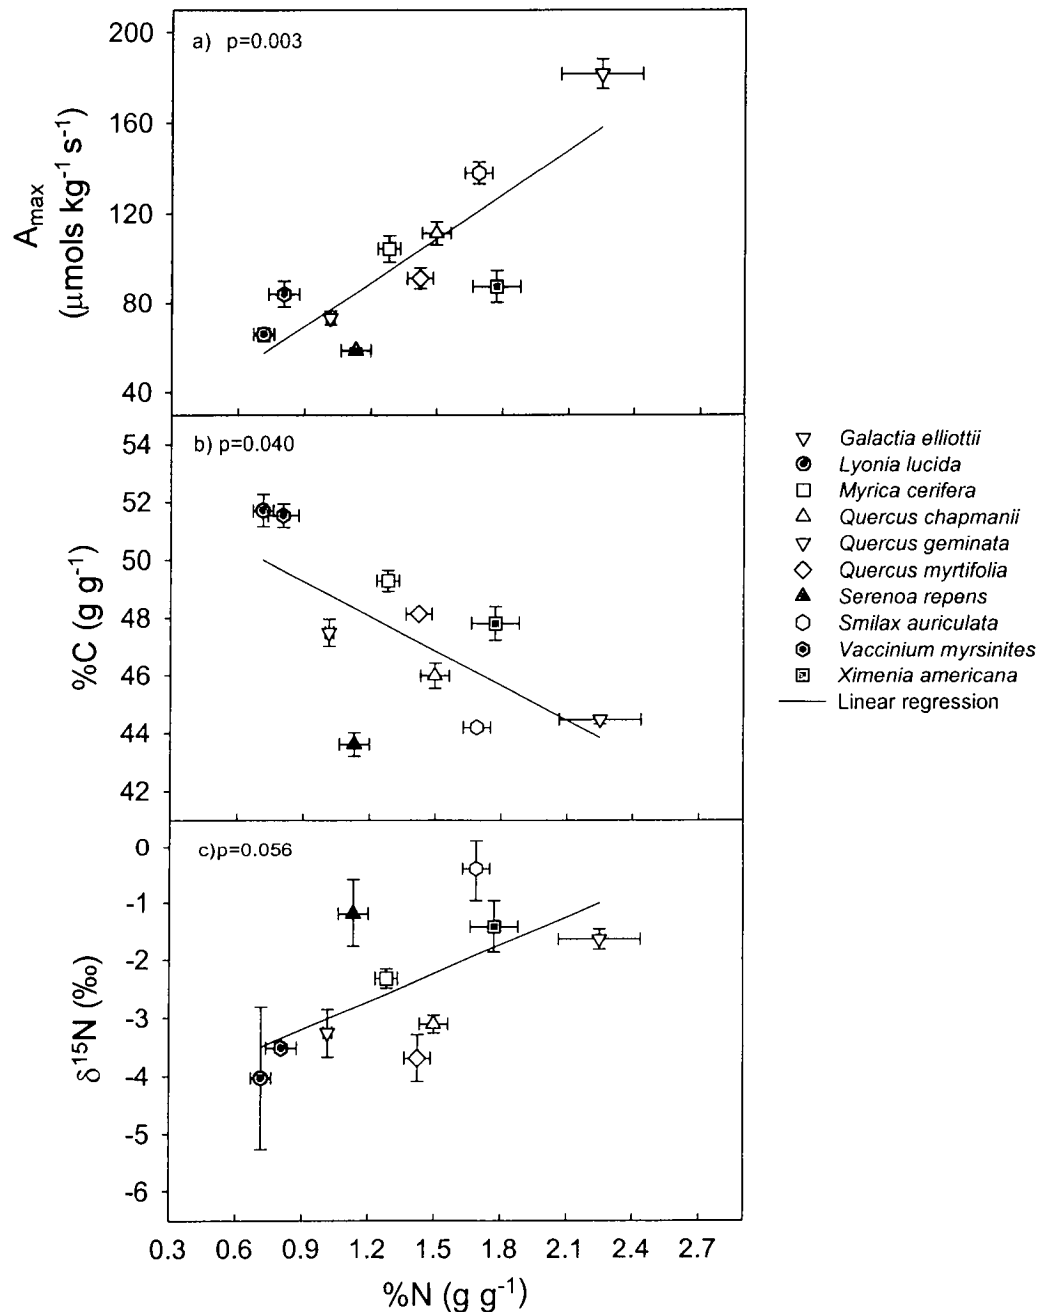 a) p=0.003
200
160
120
80
40
Amax
(μmols kg⁻¹ s⁻¹)
b) p=0.040
54
52
50
48
46
44
42
%C (g g⁻¹)
Galactia elliottii
Lyonia lucida
Myrica cerifera
Quercus chapmanii
Quercus geminata
Quercus myrtifolia
Serenoa repens
Smilax auriculata
Vaccinium myrsinites
Ximenia americana
Linear regression
c)p=0.056
0
-1
-2
-3
-4
-5
-6
δ¹⁵N (‰)
0.3 0.6 0.9 1.2 1.5 1.8 2.1 2.4 2.7
%N (g g⁻¹)